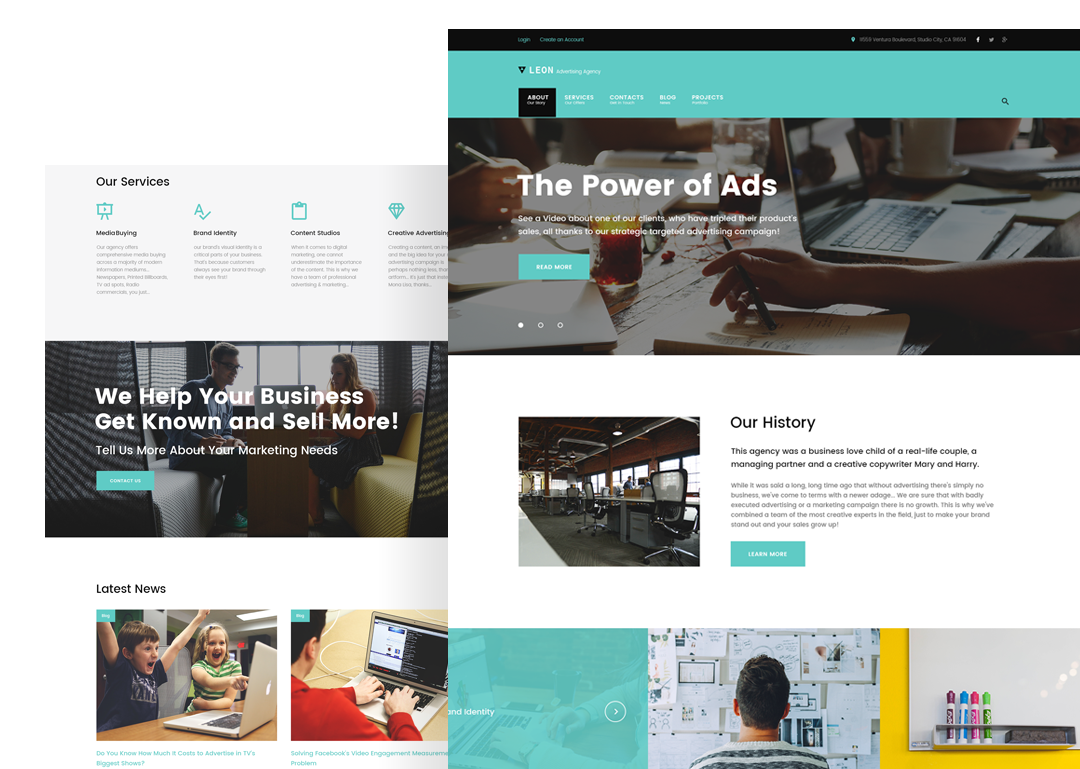 Login Create an Account
11559 Ventura Boulevard, Studio City, CA 91604
LEON Advertising Agency
ABOUT SERVICES CONTACTS BLOG PROJECTS
Our Story Our Offers Get In Touch News Portfolio
The Power of Ads
See a Video about one of our clients, who have tripled their product's
sales, all thanks to our strategic targeted advertising campaign!
READ MORE
Our History
This agency was a business love child of a real-life couple, a
managing partner and a creative copywriter Mary and Harry.
While it was said a long, long time ago that without advertising there's simply no
business, we've come to terms with a newer adage... We are sure that with badly
executed advertising or a marketing campaign there is no growth. This is why we've
combined a team of the most creative experts in the field, just to make your brand
stand out and your sales grow up!
LEARN MORE
and Identity
Our Services
MediaBuying
Our agency offers
comprehensive media buying
across a majority of modern
information mediums...
Newspapers, Printed Billboards,
TV ad spots, Radio
commercials, you just...
Brand Identity
our brand's visual identity is a
critical parts of your business.
That's because customers
always see your brand through
their eyes first!
Content Studios
When it comes to digital
marketing, one cannot
underestimate the importance
of the content. This is why we
have a team of professional
advertising & marketing...
Creative Advertising
Creating a content, an im
and the big idea for your
advertising campaign is
perhaps nothing less, than
artform... It's just that instea
Mona Lisa, thanks...
We Help Your Business
Get Known and Sell More!
Tell Us More About Your Marketing Needs
CONTACT US
Latest News
Blog
Do You Know How Much It Costs to Advertise in TV's
Biggest Shows?
Blog
Solving Facebook's Video Engagement Measureme
Problem